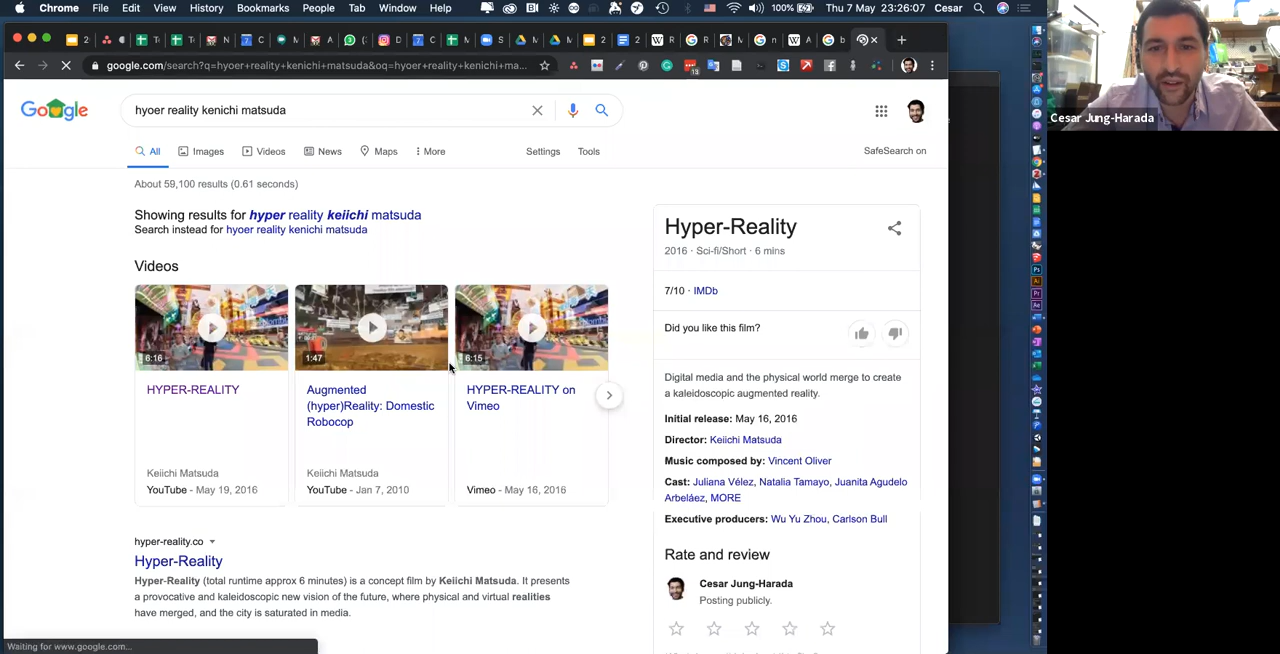 Chrome File Edit View History Bookmarks People Tab Window Help 100% Thu 7 May 23:26:07 Cesar
google.com/search?q=hyoer+reality+kenichi+matsuda&oq=hyoer+reality+kenichi+ma...
Google
hyoer reality kenichi matsuda
Cesar Jung-Harada
All Images Videos News Maps More Settings Tools SafeSearch on
About 59,100 results (0.61 seconds)
Showing results for hyper reality keiichi matsuda
Search instead for hyoer reality kenichi matsuda
Videos
6:16
1:47
6:15
HYPER-REALITY
Keiichi Matsuda
YouTube - May 19, 2016
Augmented
(hyper)Reality: Domestic
Robocop
Keiichi Matsuda
YouTube - Jan 7, 2010
HYPER-REALITY on
Vimeo
Vimeo - May 16, 2016
hyper-reality.co
Hyper-Reality
Hyper-Reality (total runtime approx 6 minutes) is a concept film by Keiichi Matsuda. It presents
a provocative and kaleidoscopic new vision of the future, where physical and virtual realities
have merged, and the city is saturated in media.
Hyper-Reality
2016 · Sci-fi/Short · 6 mins
7/10 · IMDb
Did you like this film?
Digital media and the physical world merge to create
a kaleidoscopic augmented reality.
Initial release: May 16, 2016
Director: Keiichi Matsuda
Music composed by: Vincent Oliver
Cast: Juliana Vélez, Natalia Tamayo, Juanita Agudelo
Arbeláez, MORE
Executive producers: Wu Yu Zhou, Carlson Bull
Rate and review
Cesar Jung-Harada
Posting publicly.
Waiting for www.google.com...